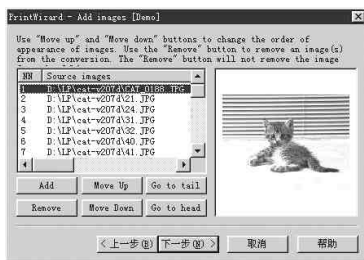 PrintWizard - Add images [Demo]
Use "Move up" and "Move down" buttons to change the order of
appearance of images. Use the "Remove" button to remove an image(s)
from the conversion. The "Remove" button will not remove the image
NN Source images
1 D:\LP\cat-v207d\CAT_0188.JPG
2 D:\LP\cat-v207d\21.JPG
3 D:\LP\cat-v207d\24.JPG
4 D:\LP\cat-v207d\31.JPG
5 D:\LP\cat-v207d\32.JPG
6 D:\LP\cat-v207d\40.JPG
7 D:\LP\cat-v207d\41.JPG
Add Move Up Go to tail
Remove Move Down Go to head
<上一步(B) 下一步(N)> 取消 帮助